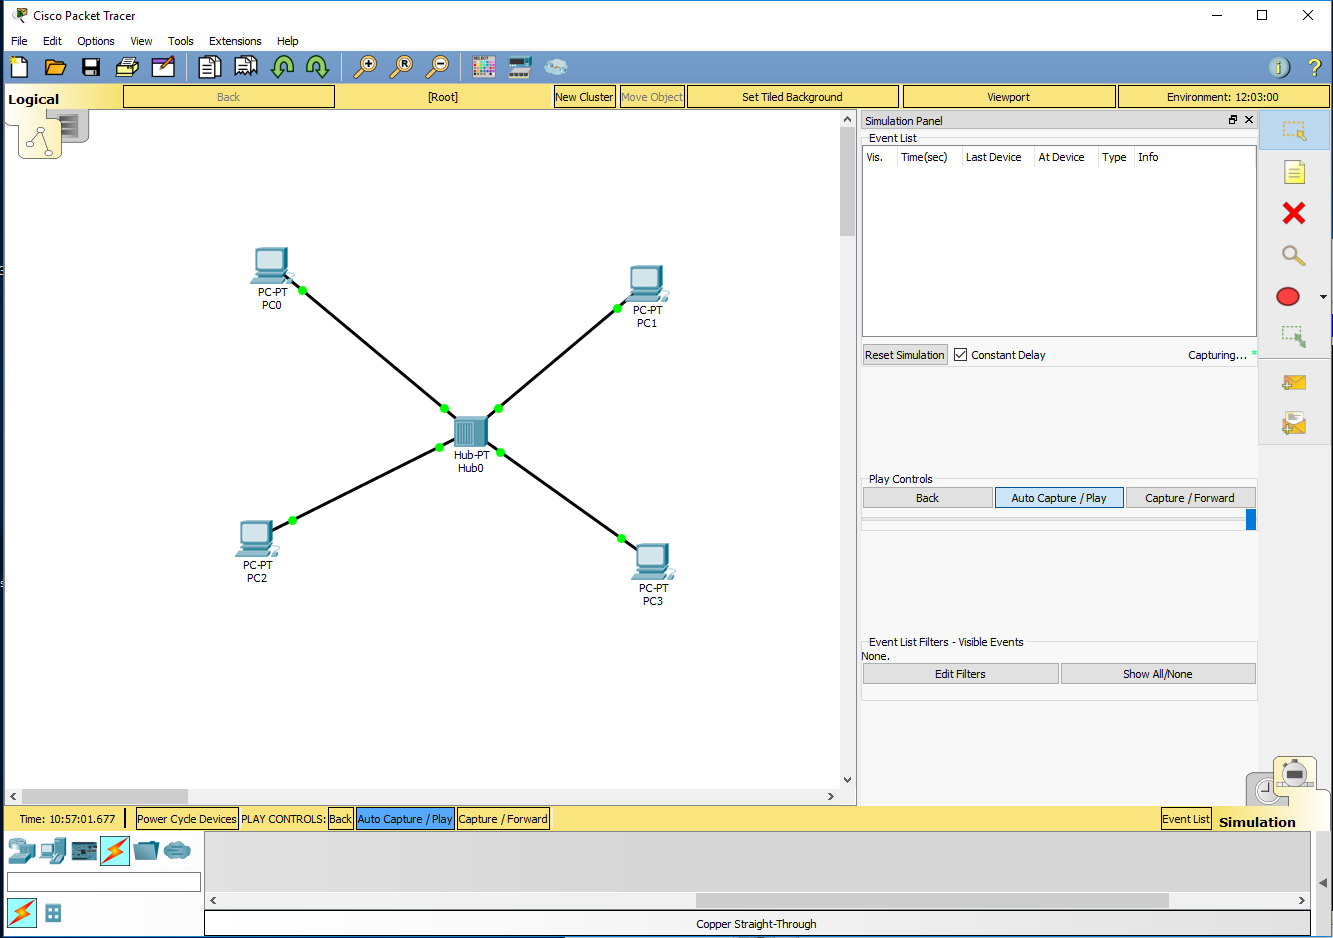 Cisco Packet Tracer
File Edit Options View Tools Extensions Help
Logical Back [Root] New Cluster Move Object Set Tiled Background Viewport Environment: 12:03:00
Simulation Panel
Event List
Vis. Time(sec) Last Device At Device Type Info
PC-PT
PC0
PC-PT
PC1
Reset Simulation Constant Delay Capturing... *
Hub-PT
Hub0
Play Controls
Back Auto Capture / Play Capture / Forward
PC-PT
PC2
PC-PT
PC3
Event List Filters - Visible Events
None.
Edit Filters Show All/None
Time: 10:57:01.677 Power Cycle Devices PLAY CONTROLS: Back Auto Capture / Play Capture / Forward Event List Simulation
Copper Straight-Through